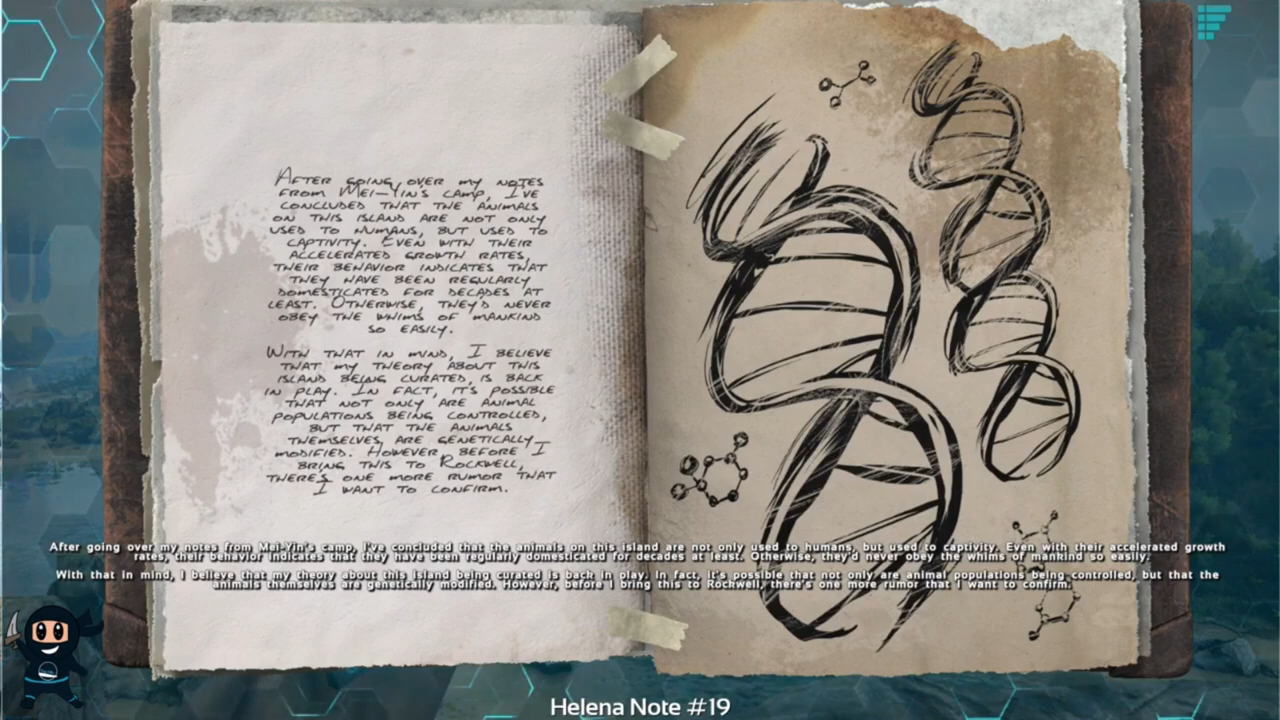 After going over my notes
from Mei-Yin's camp, I've
concluded that the animals
on this island are not only
used to humans, but used to
captivity. Even with their
accelerated growth rates,
their behavior indicates that
they have been regularly
domesticated for decades at
least. Otherwise, they'd never
obey the whims of mankind
so easily.
With that in mind, I believe
that my theory about this
island being curated, is back
in play. In fact, it's possible
that not only are animal
populations being controlled,
but that the animals
themselves are genetically
modified. However, before I
bring this to Rockwell,
there's one more rumor that
I want to confirm.
After going over my notes from Mei-Yin's camp, I've concluded that the animals on this island are not only used to humans, but used to captivity. Even with their accelerated growth
rates, their behavior indicates that they have been regularly domesticated for decades at least. Otherwise, they'd never obey the whims of mankind so easily.
With that in mind, I believe that my theory about this island being curated is back in play. In fact, it's possible that not only are animal populations being controlled, but that the
animals themselves are genetically modified. However, before I bring this to Rockwell, there's one more rumor that I want to confirm.
Helena Note #19